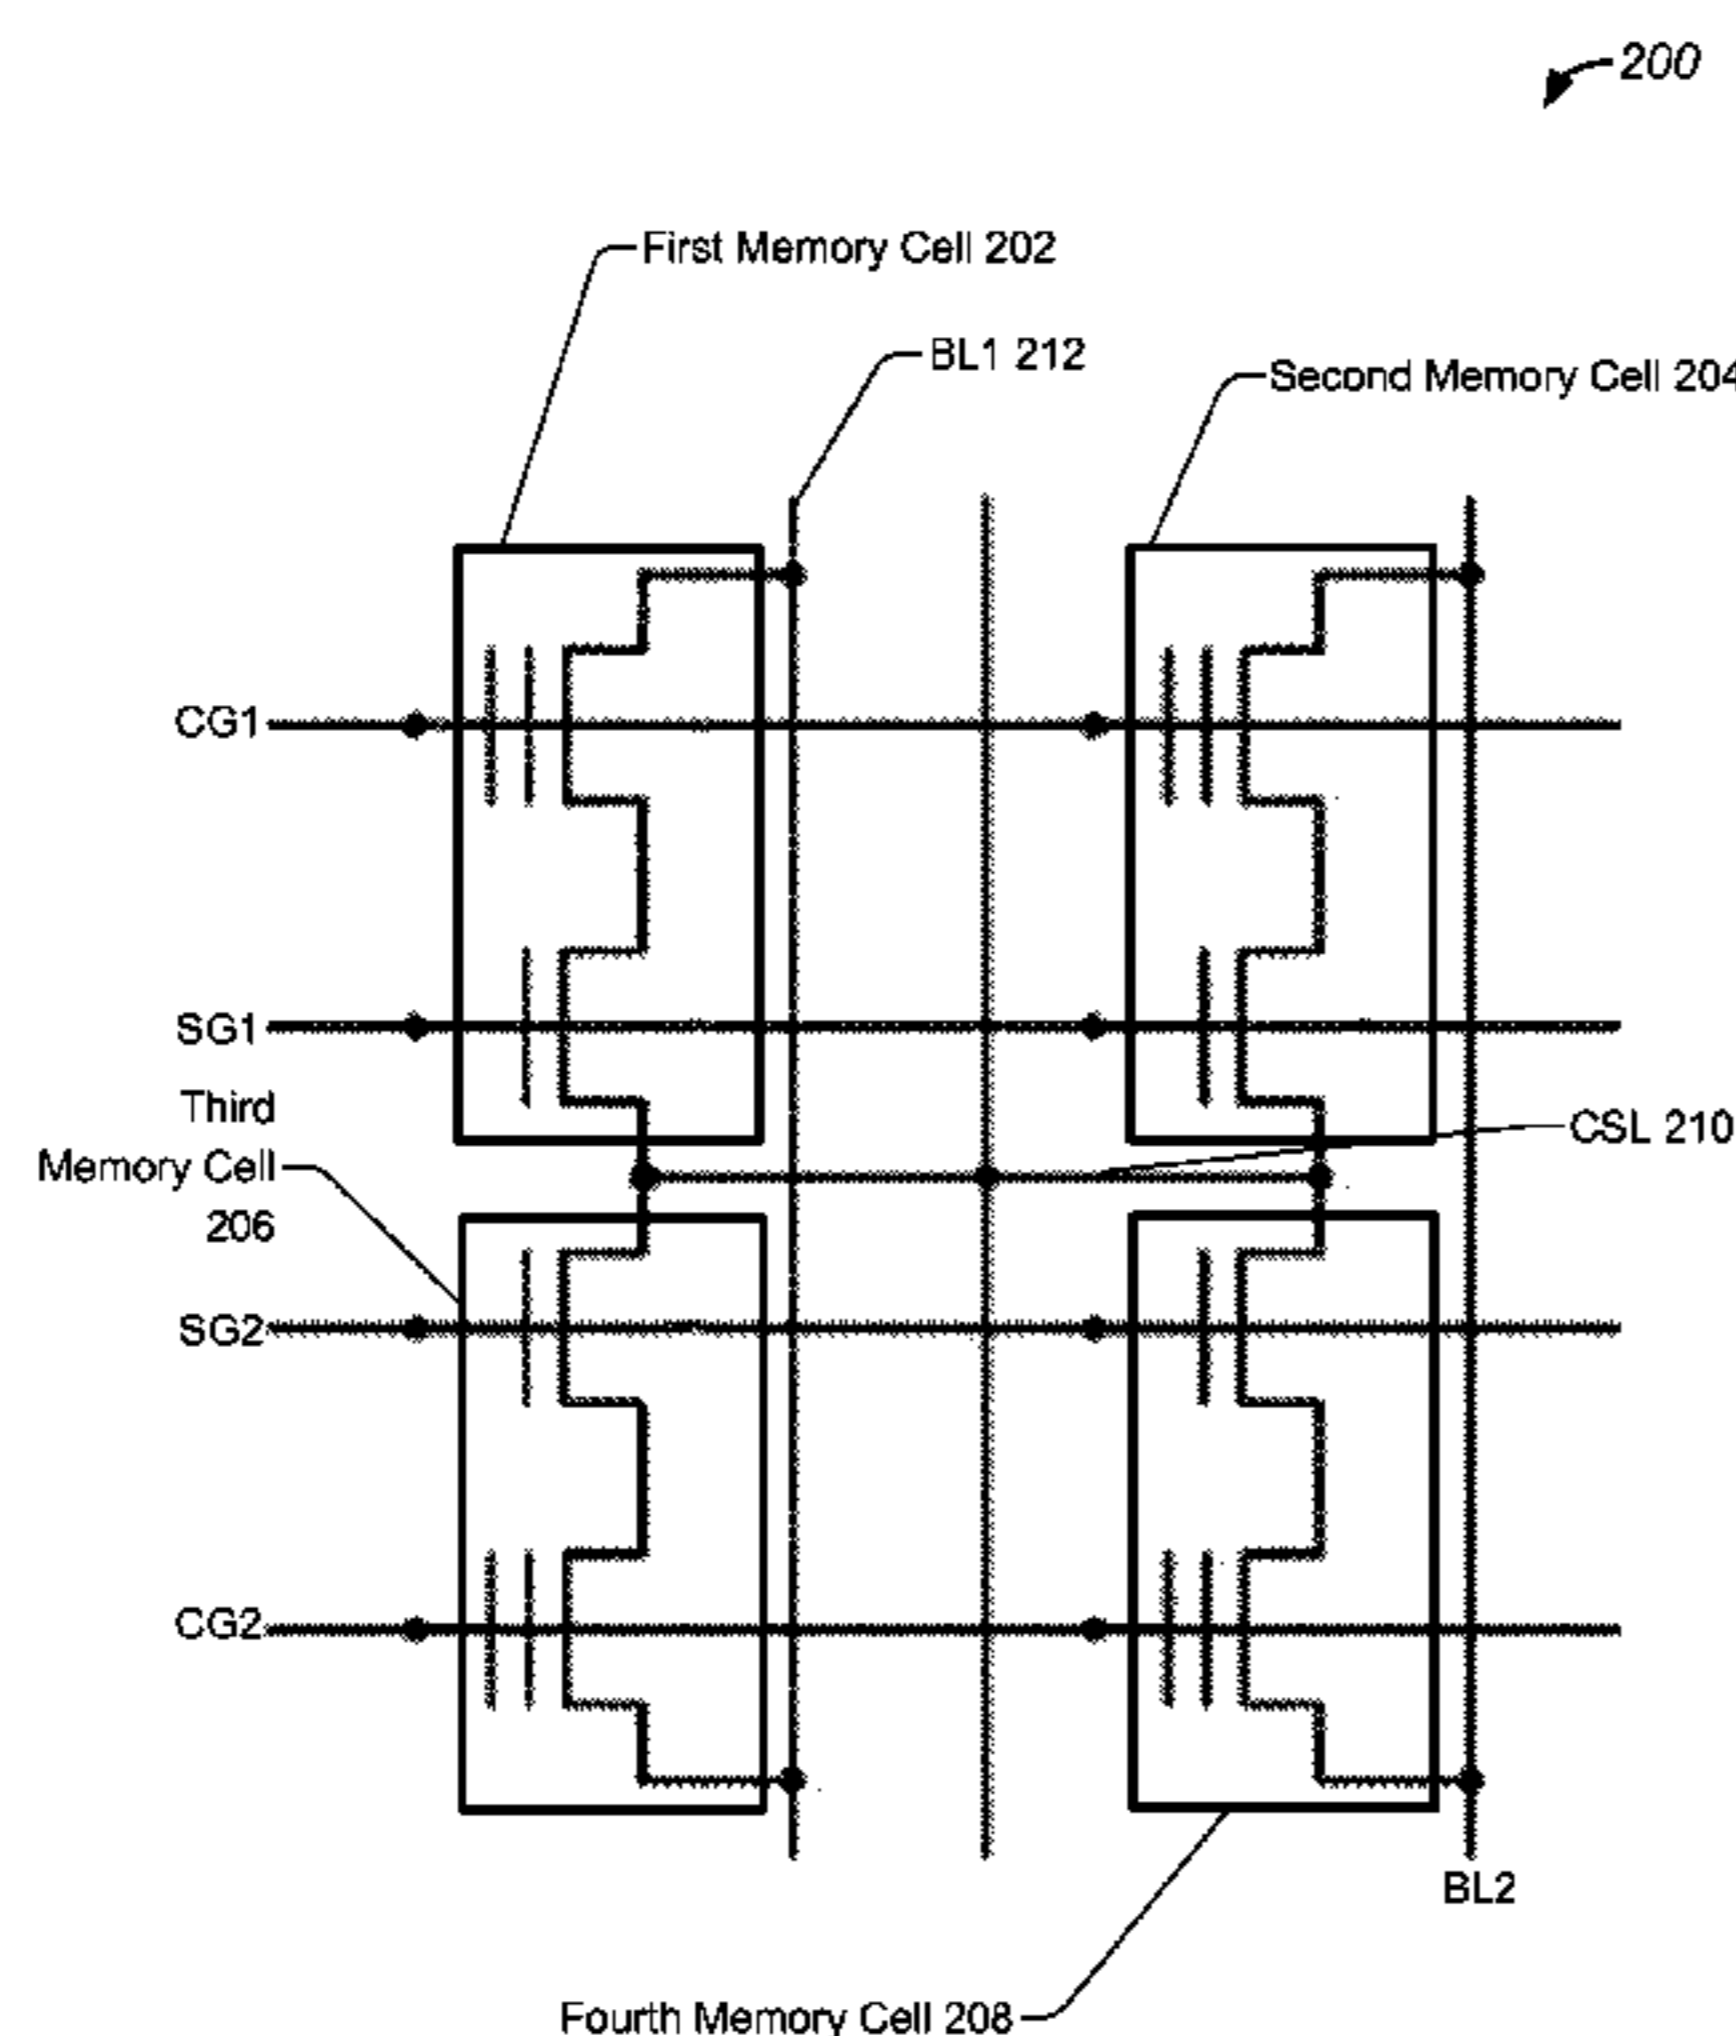 200
First Memory Cell 202
BL1 212
Second Memory Cell 204
CG1
SG1
Third
Memory Cell
206
CSL 210
SG2
CG2
BL2
Fourth Memory Cell 208